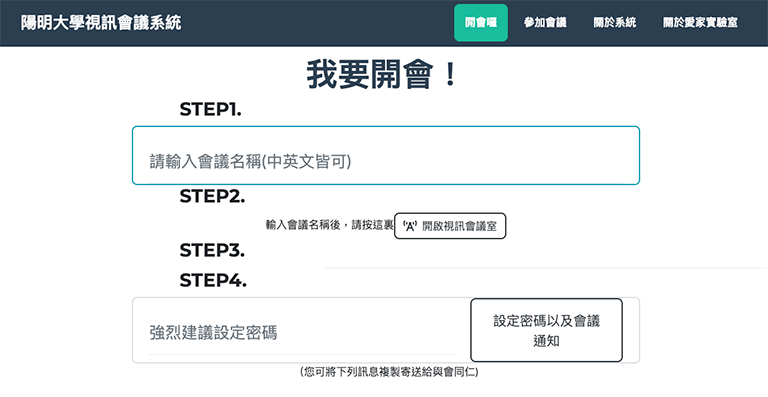 陽明大學視訊會議系統
開會囉
參加會議
關於系統
關於愛家實驗室
我要開會！
STEP1.
請輸入會議名稱(中英文皆可)
STEP2.
輸入會議名稱後，請按這裏 開啟視訊會議室
STEP3.
STEP4.
強烈建議設定密碼
設定密碼以及會議
通知
(您可將下列訊息複製寄送給與會同仁)